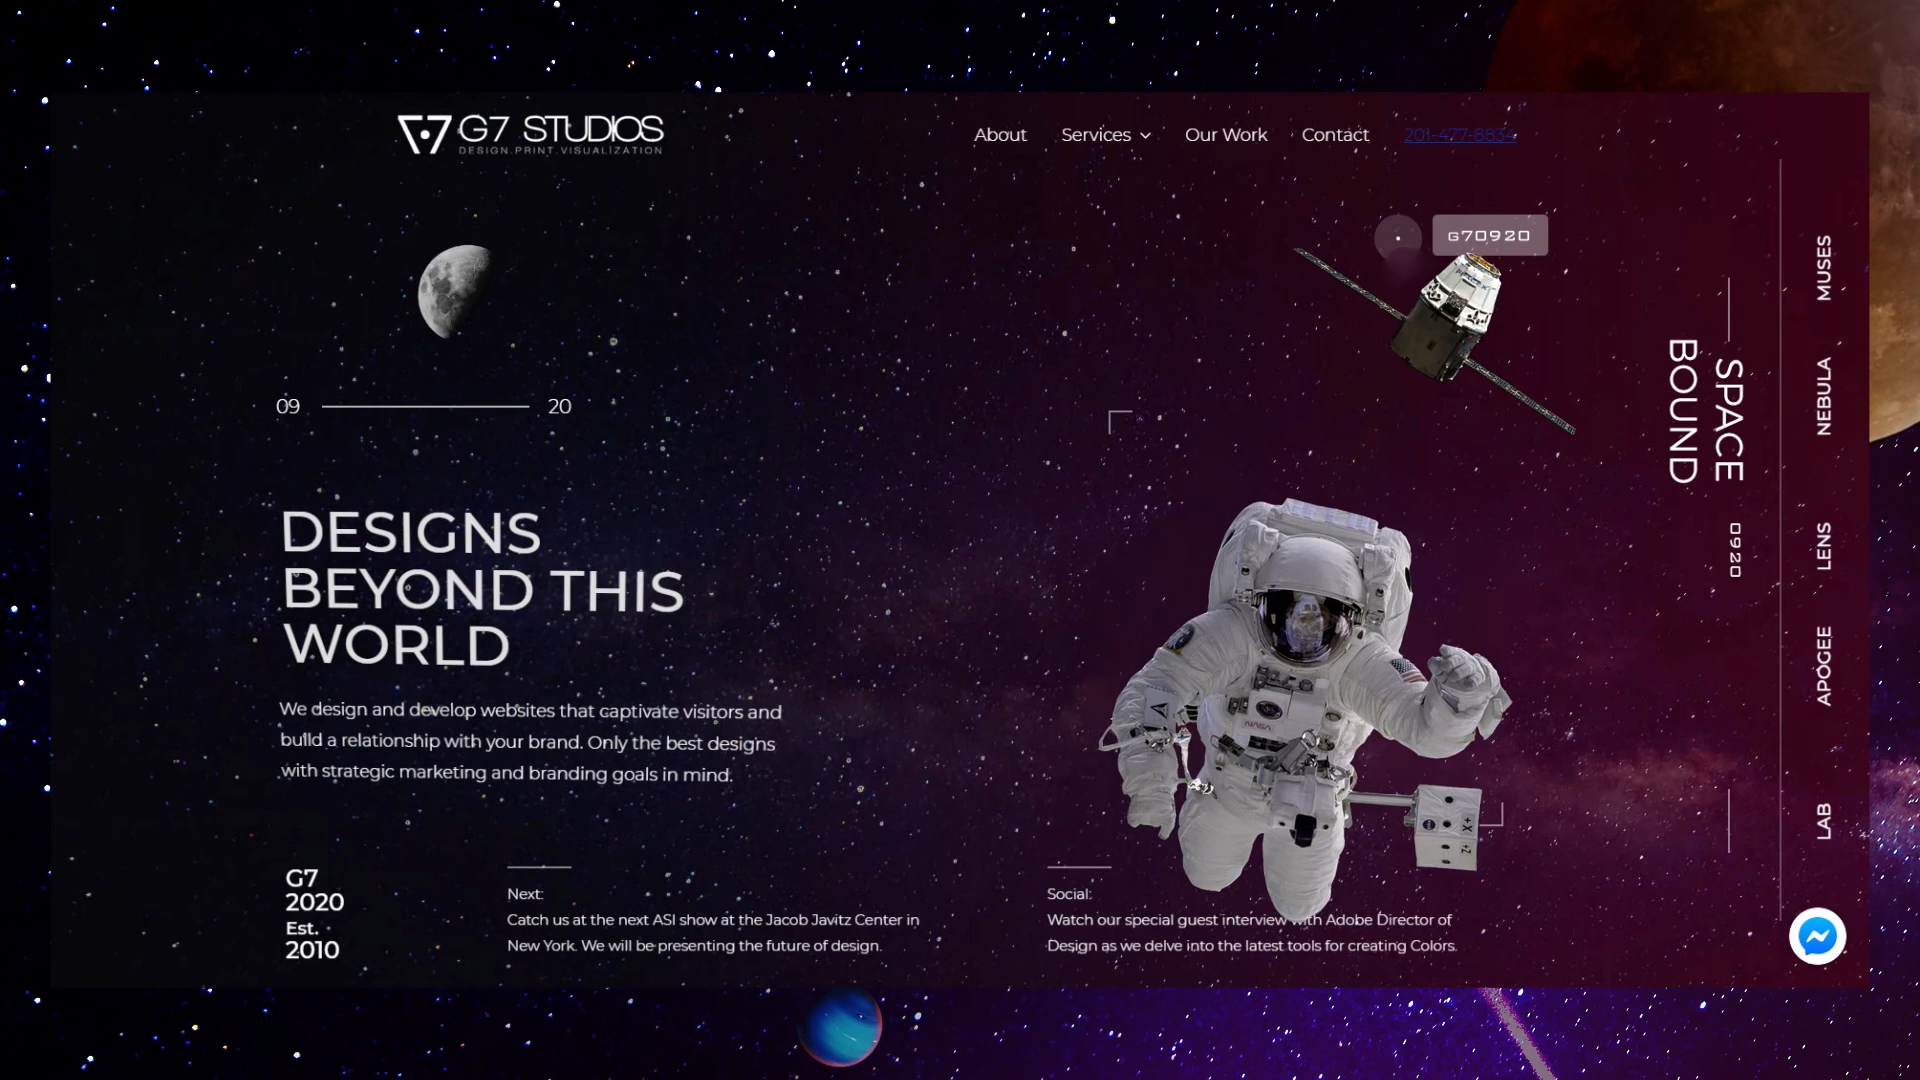 G7 STUDIOS
DESIGN.PRINT.VISUALIZATION
About Services Our Work Contact 201-477-8834
G70920
09 20
DESIGNS
BEYOND THIS
WORLD
We design and develop websites that captivate visitors and
build a relationship with your brand. Only the best designs
with strategic marketing and branding goals in mind.
G7
2020
Est.
2010
Next:
Catch us at the next ASI show at the Jacob Javitz Center in
New York. We will be presenting the future of design.
Social:
Watch our special guest interview with Adobe Director of
Design as we delve into the latest tools for creating Colors.
SPACE
BOUND
0920
MUSES
NEBULA
LENS
APOGEE
LAB
NASA
X+
Z+